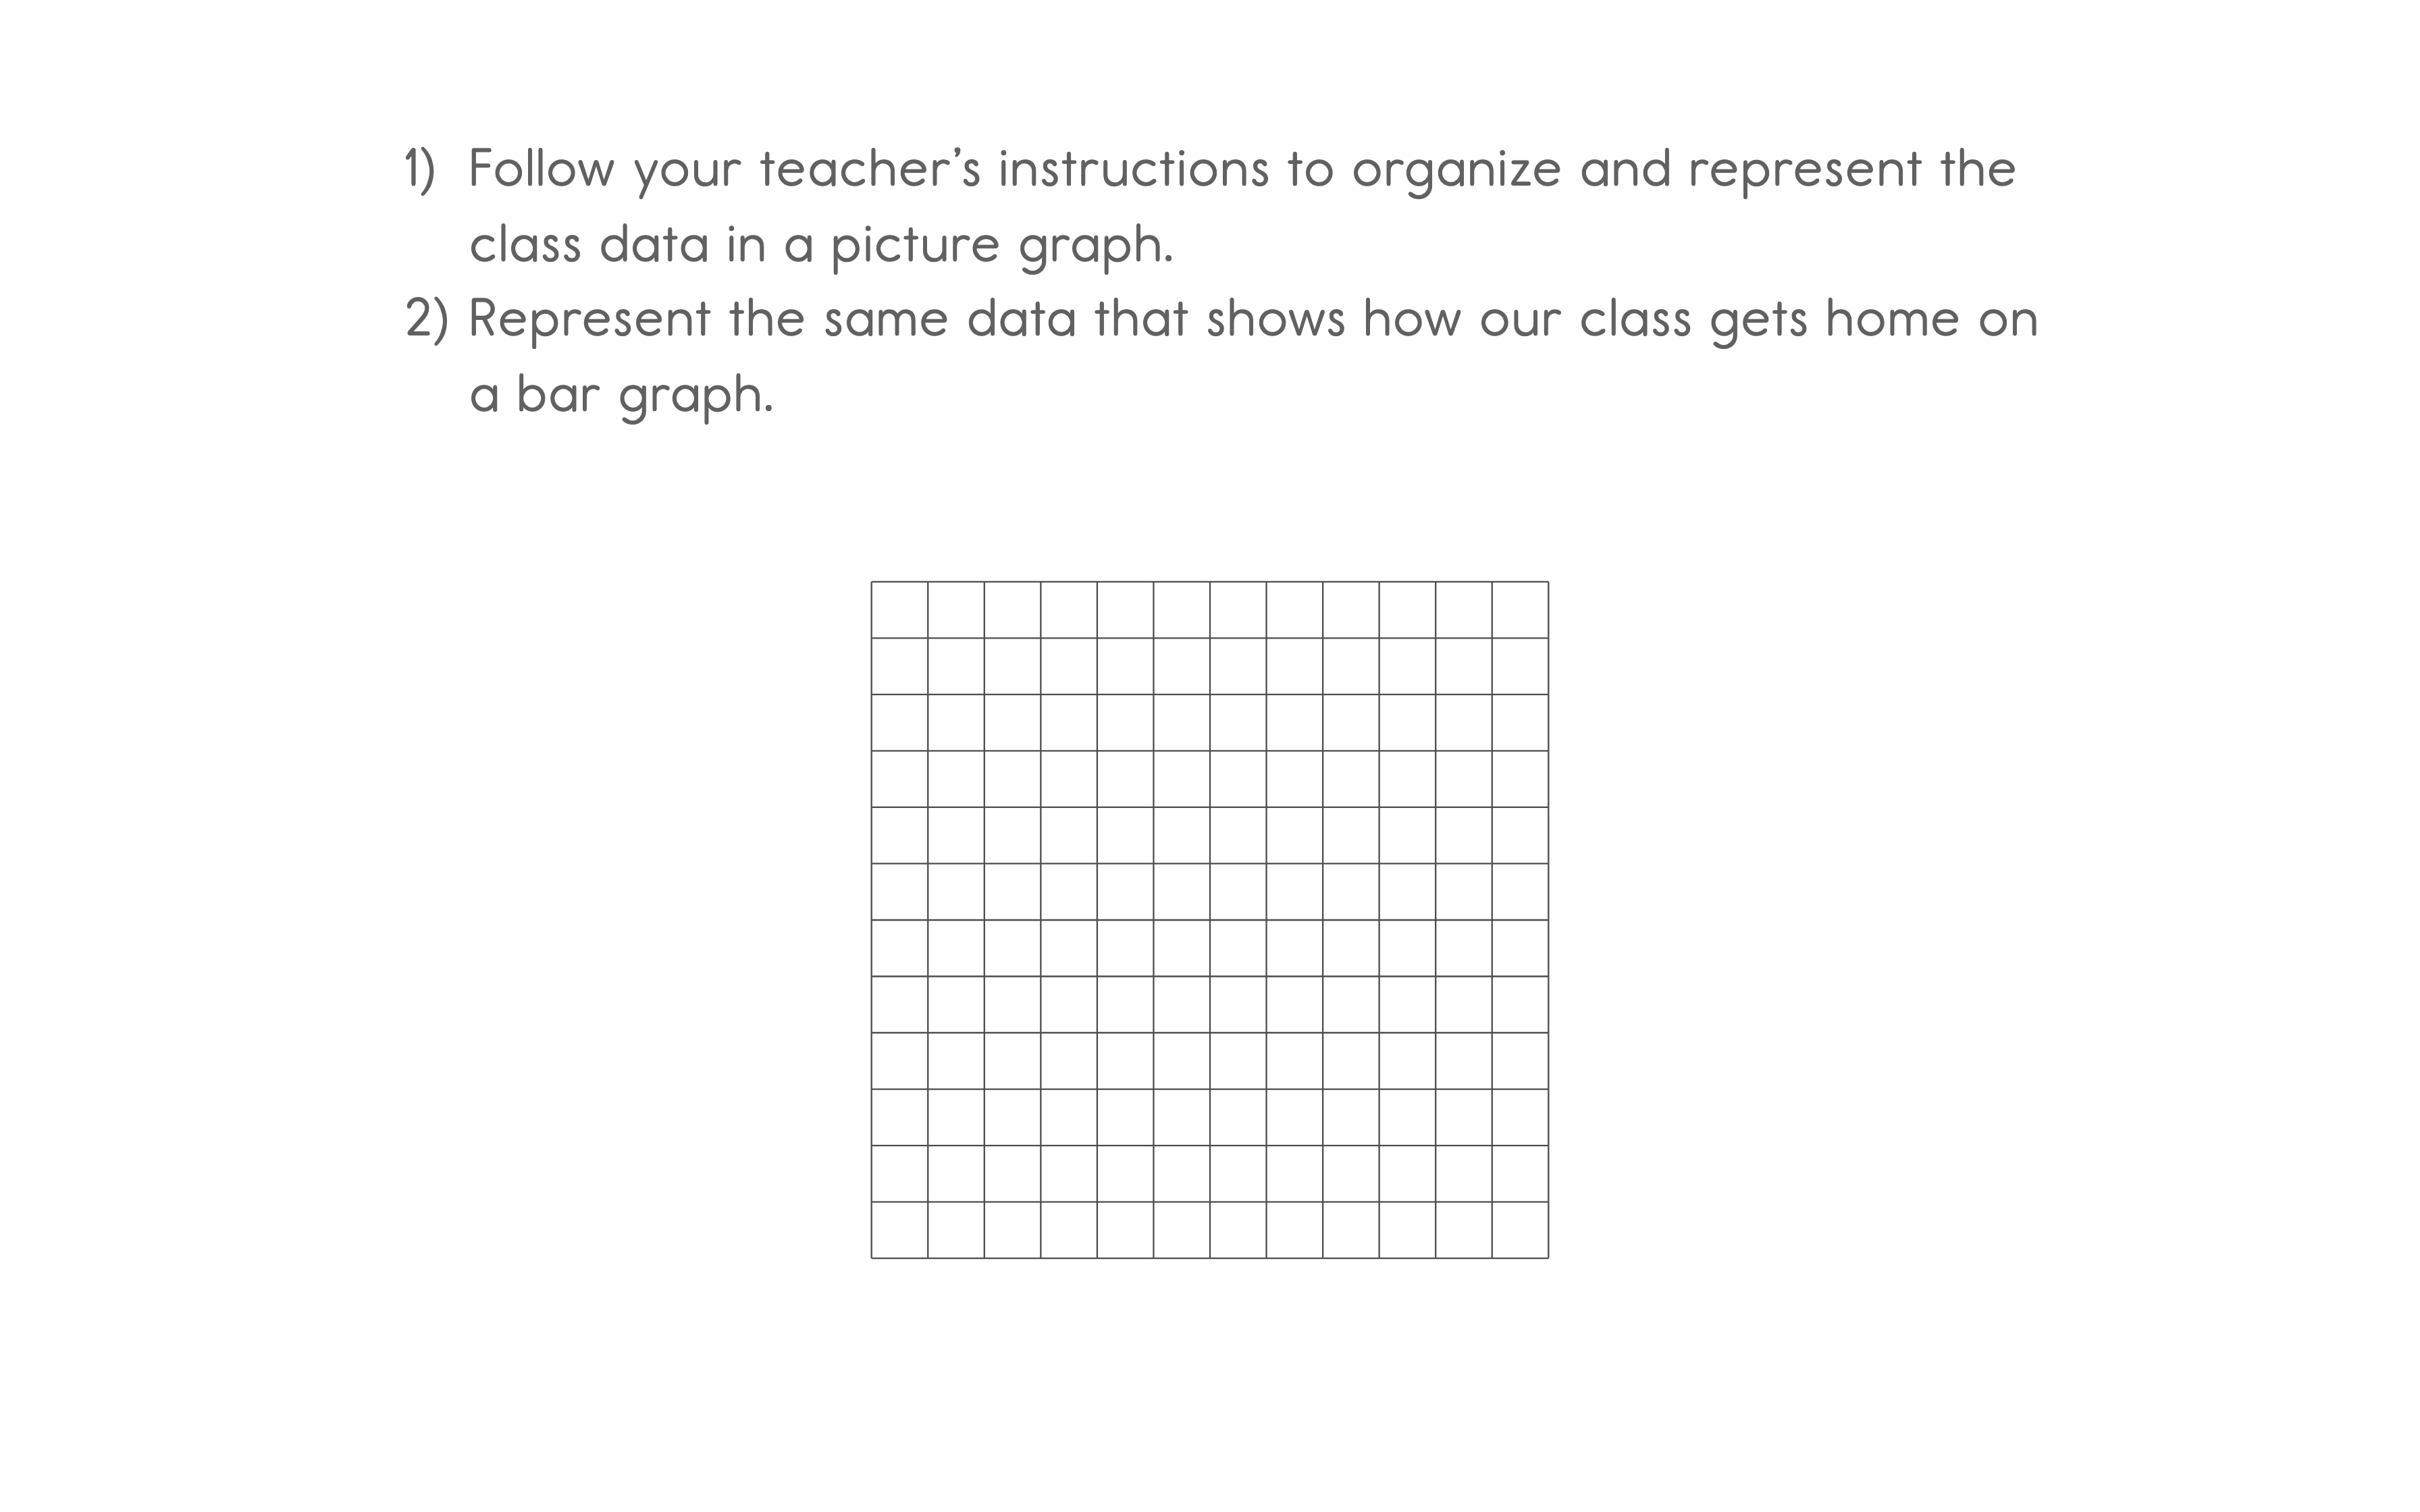 1) Follow your teacher’s instructions to organize and represent the
class data in a picture graph.
2) Represent the same data that shows how our class gets home on
a bar graph.